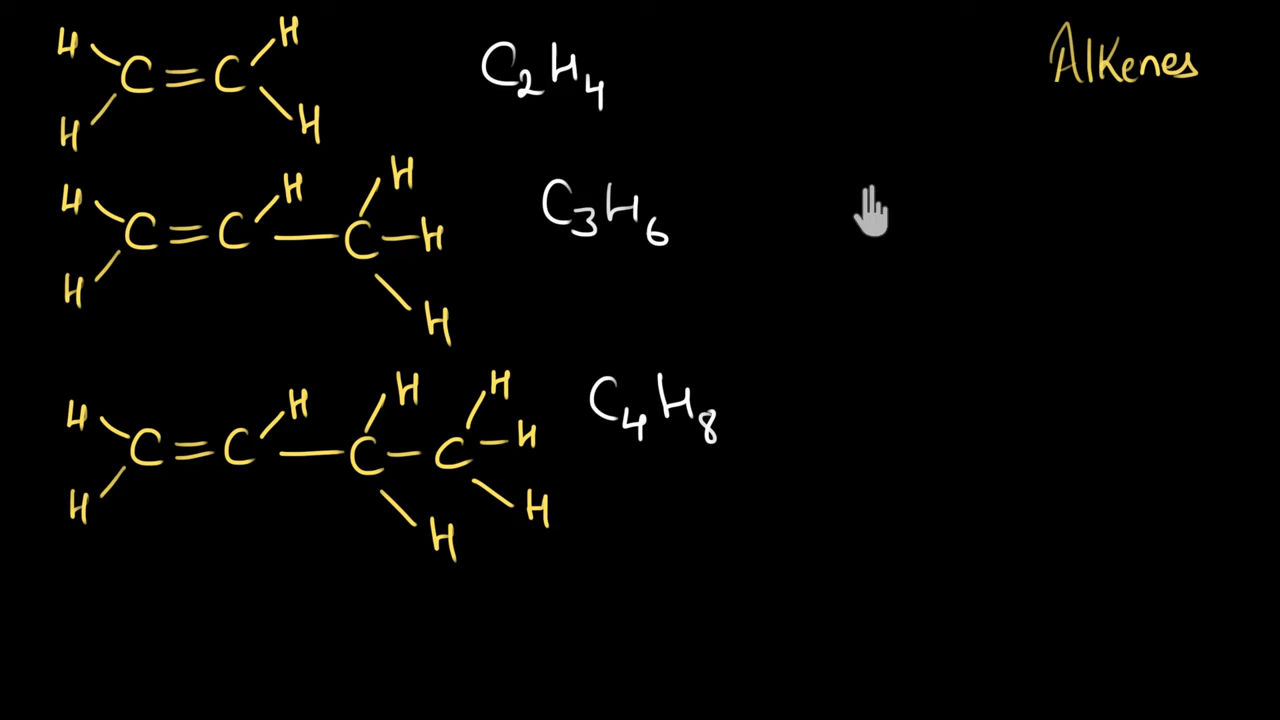 Alkenes
H H
C=C C₂H₄
H H
H H H
C=C—C—H C₃H₆
H H
H H H H
C=C—C—C—H C₄H₈
H H H